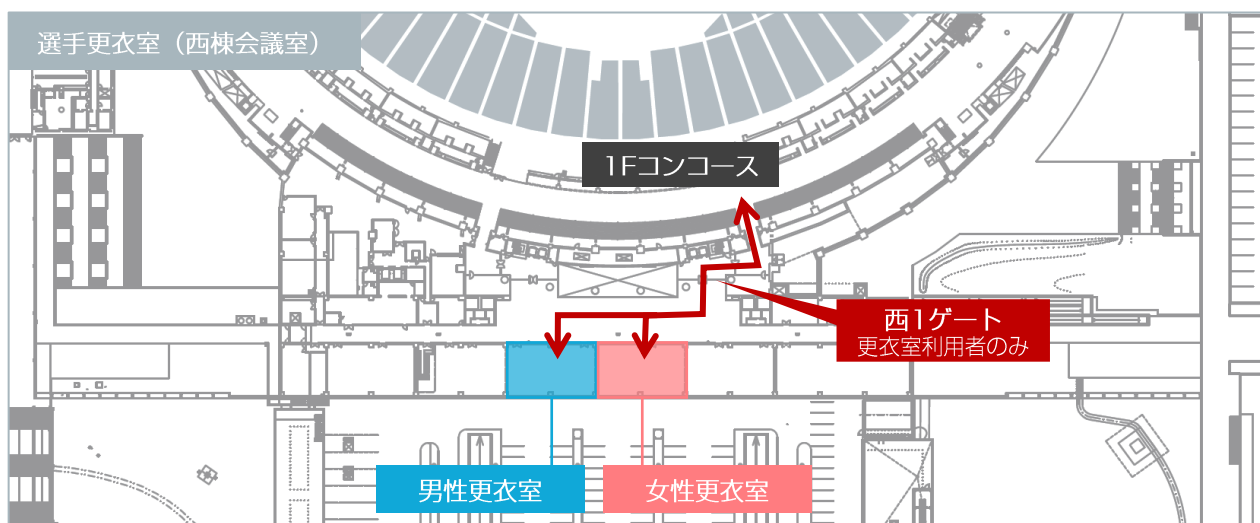 選手更衣室（西棟会議室）
1Fコンコース
西1ゲート
更衣室利用者のみ
男性更衣室
女性更衣室